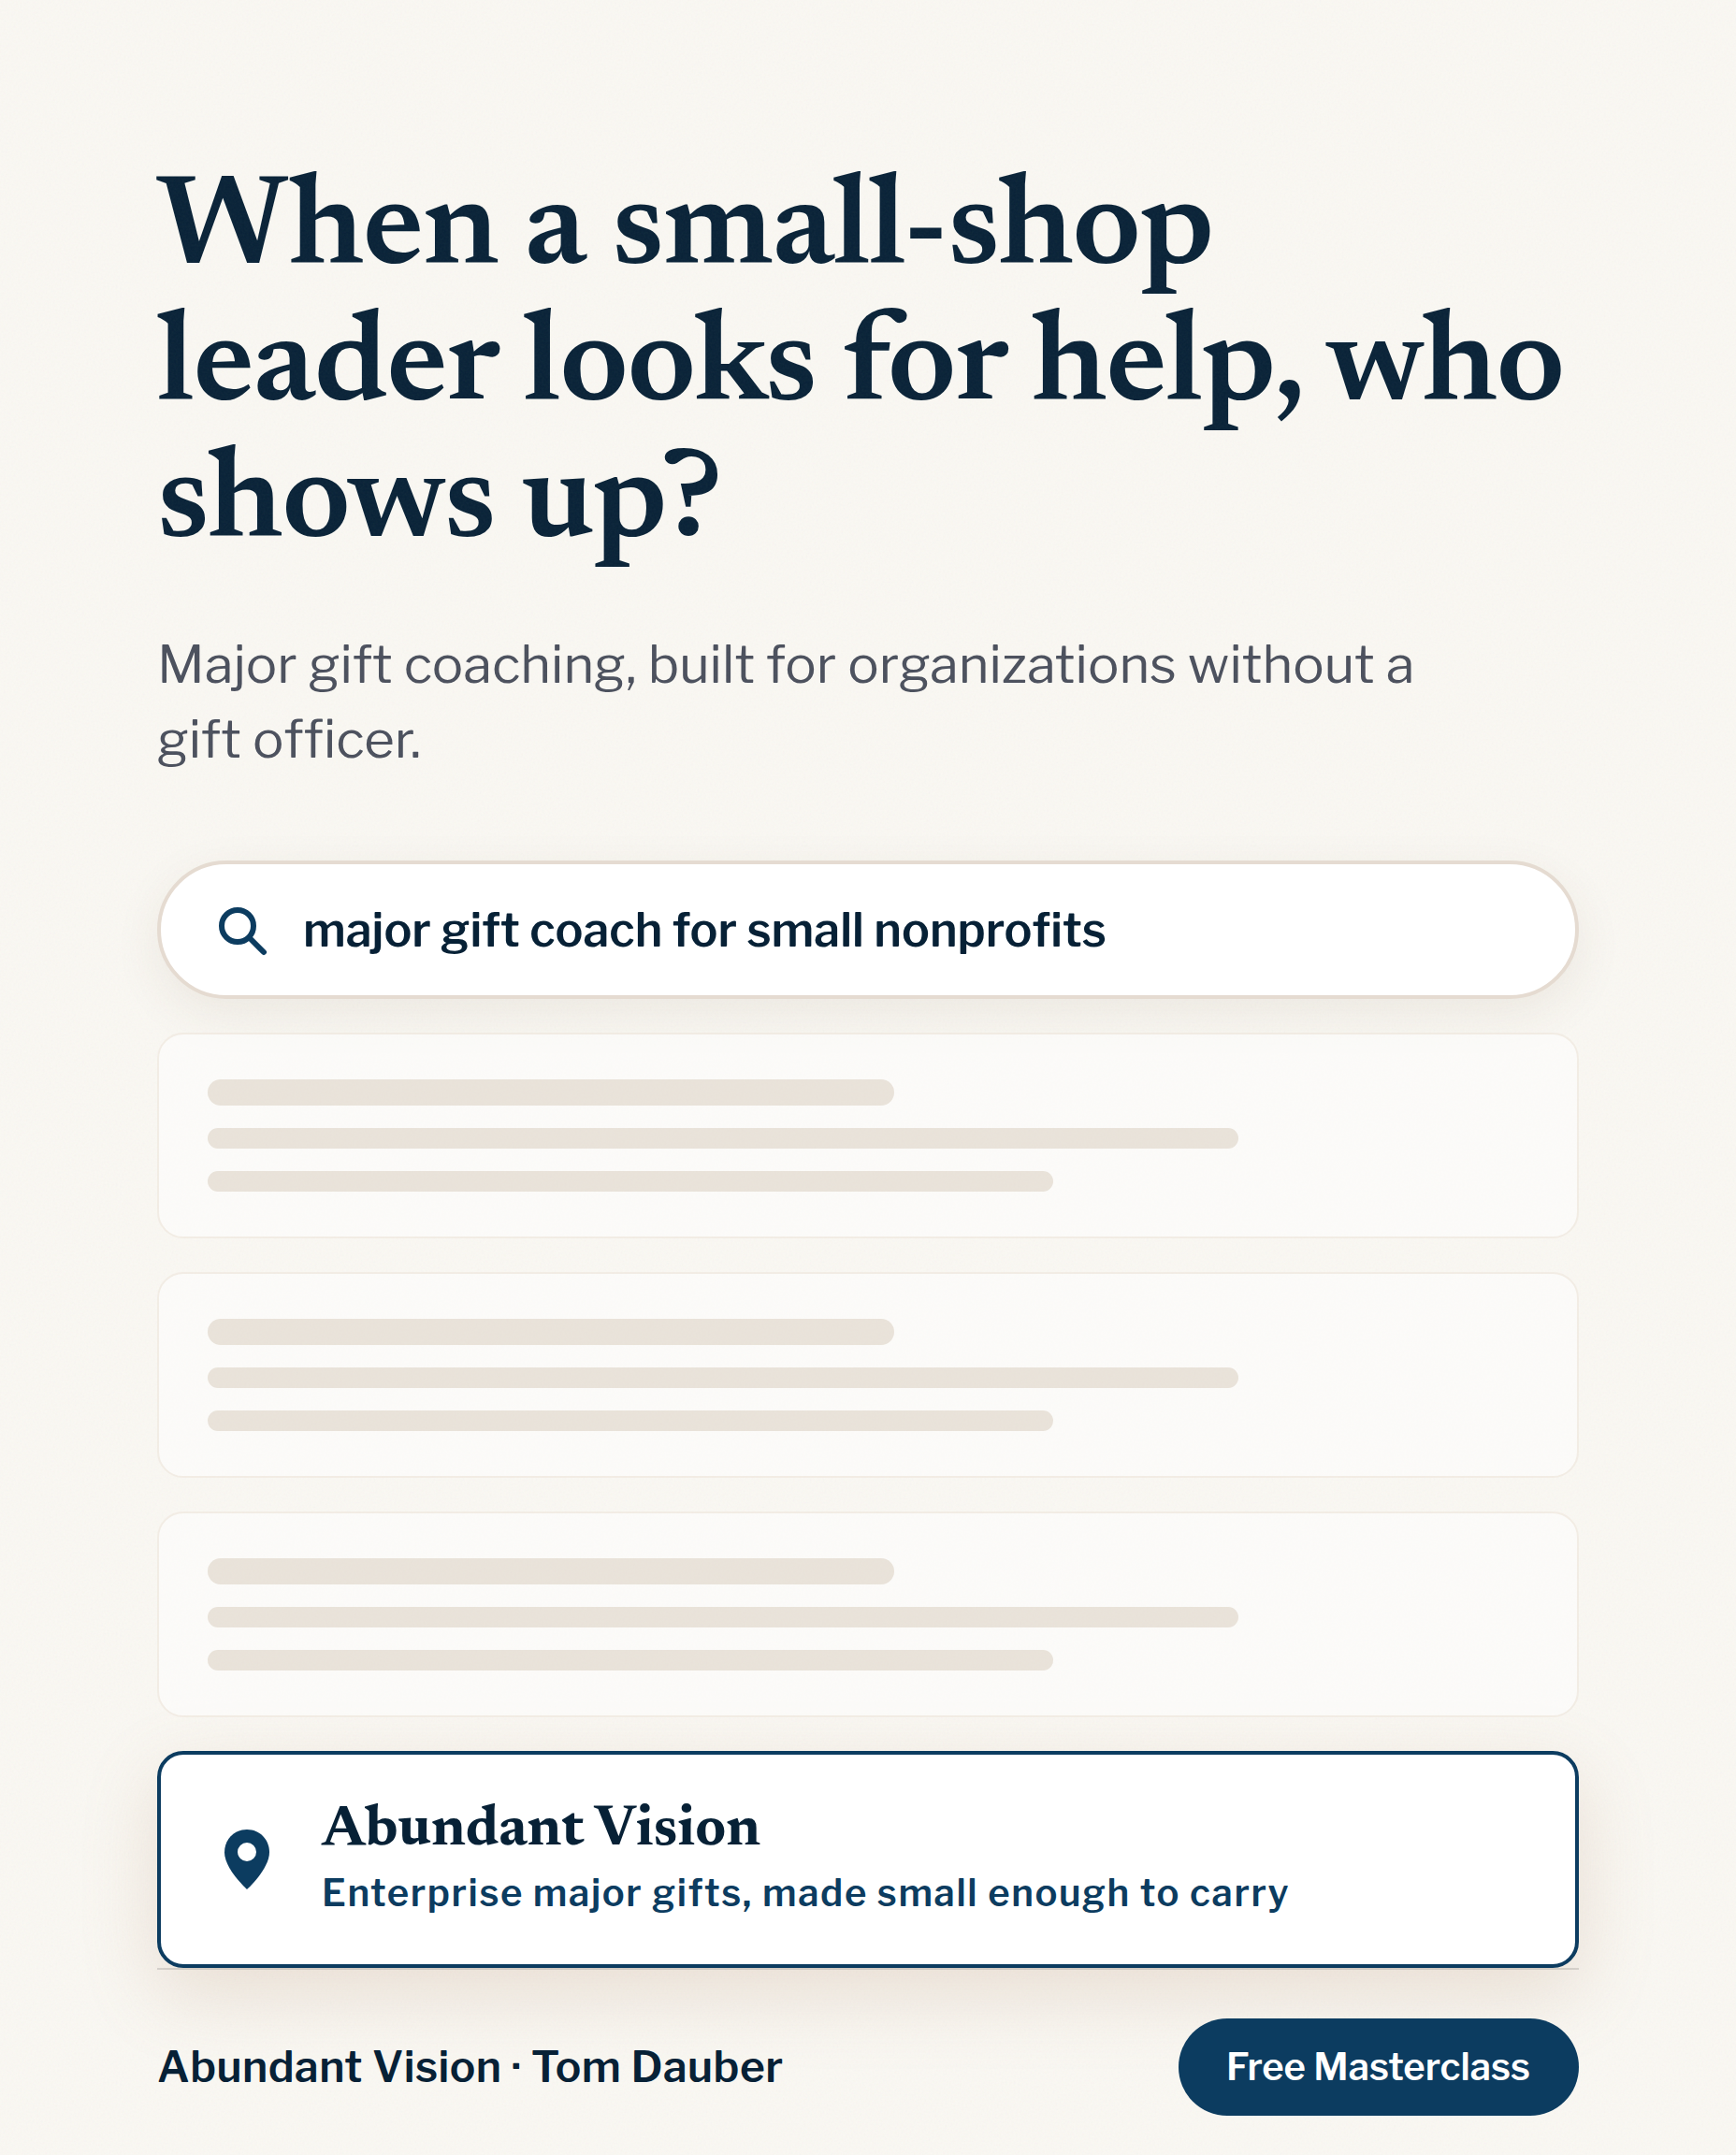 When a small-shop
leader looks for help, who
shows up?
Major gift coaching, built for organizations without a
gift officer.
major gift coach for small nonprofits
Abundant Vision
Enterprise major gifts, made small enough to carry
Abundant Vision · Tom Dauber
Free Masterclass